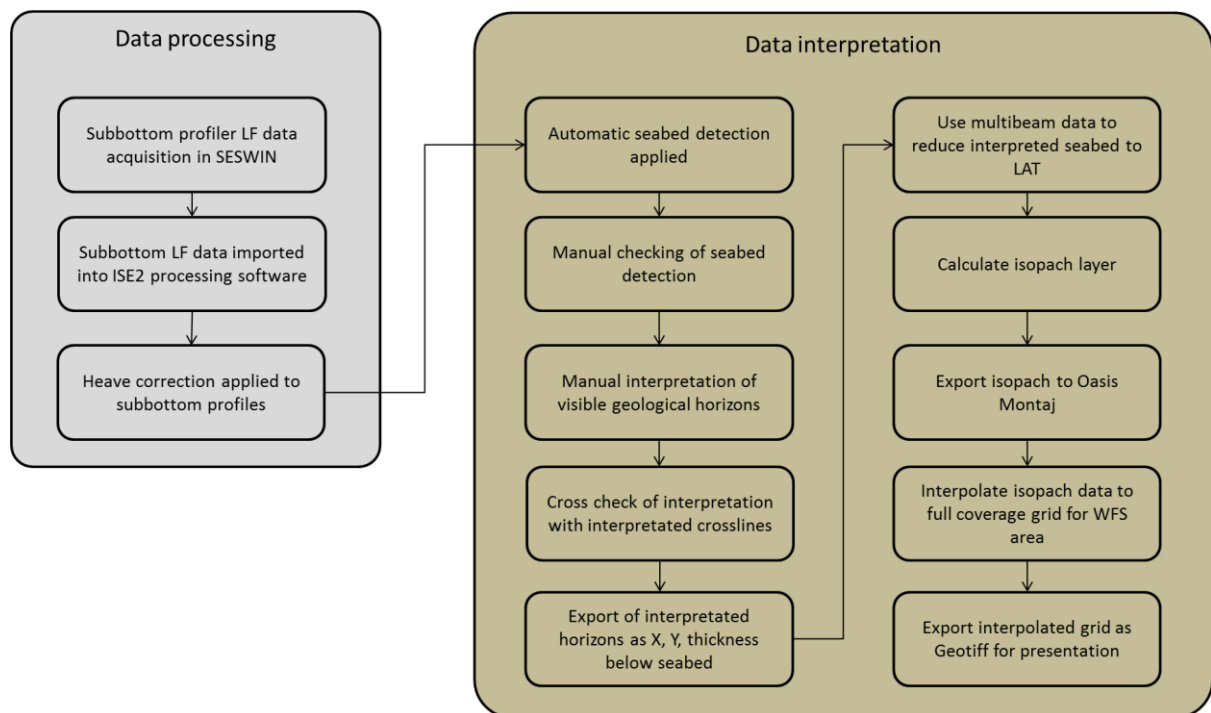 Data processing
Subbottom profiler LF data
acquisition in SESWIN
Subbottom LF data imported
into ISE2 processing software
Heave correction applied to
subbottom profiles
Data interpretation
Automatic seabed detection
applied
Manual checking of seabed
detection
Manual interpretation of
visible geological horizons
Cross check of interpretation
with interpretated crosslines
Export of interpretated
horizons as X, Y, thickness
below seabed
Use multibeam data to
reduce interpreted seabed to
LAT
Calculate isopach layer
Export isopach to Oasis
Montaj
Interpolate isopach data to
full coverage grid for WFS
area
Export interpolated grid as
Geotiff for presentation